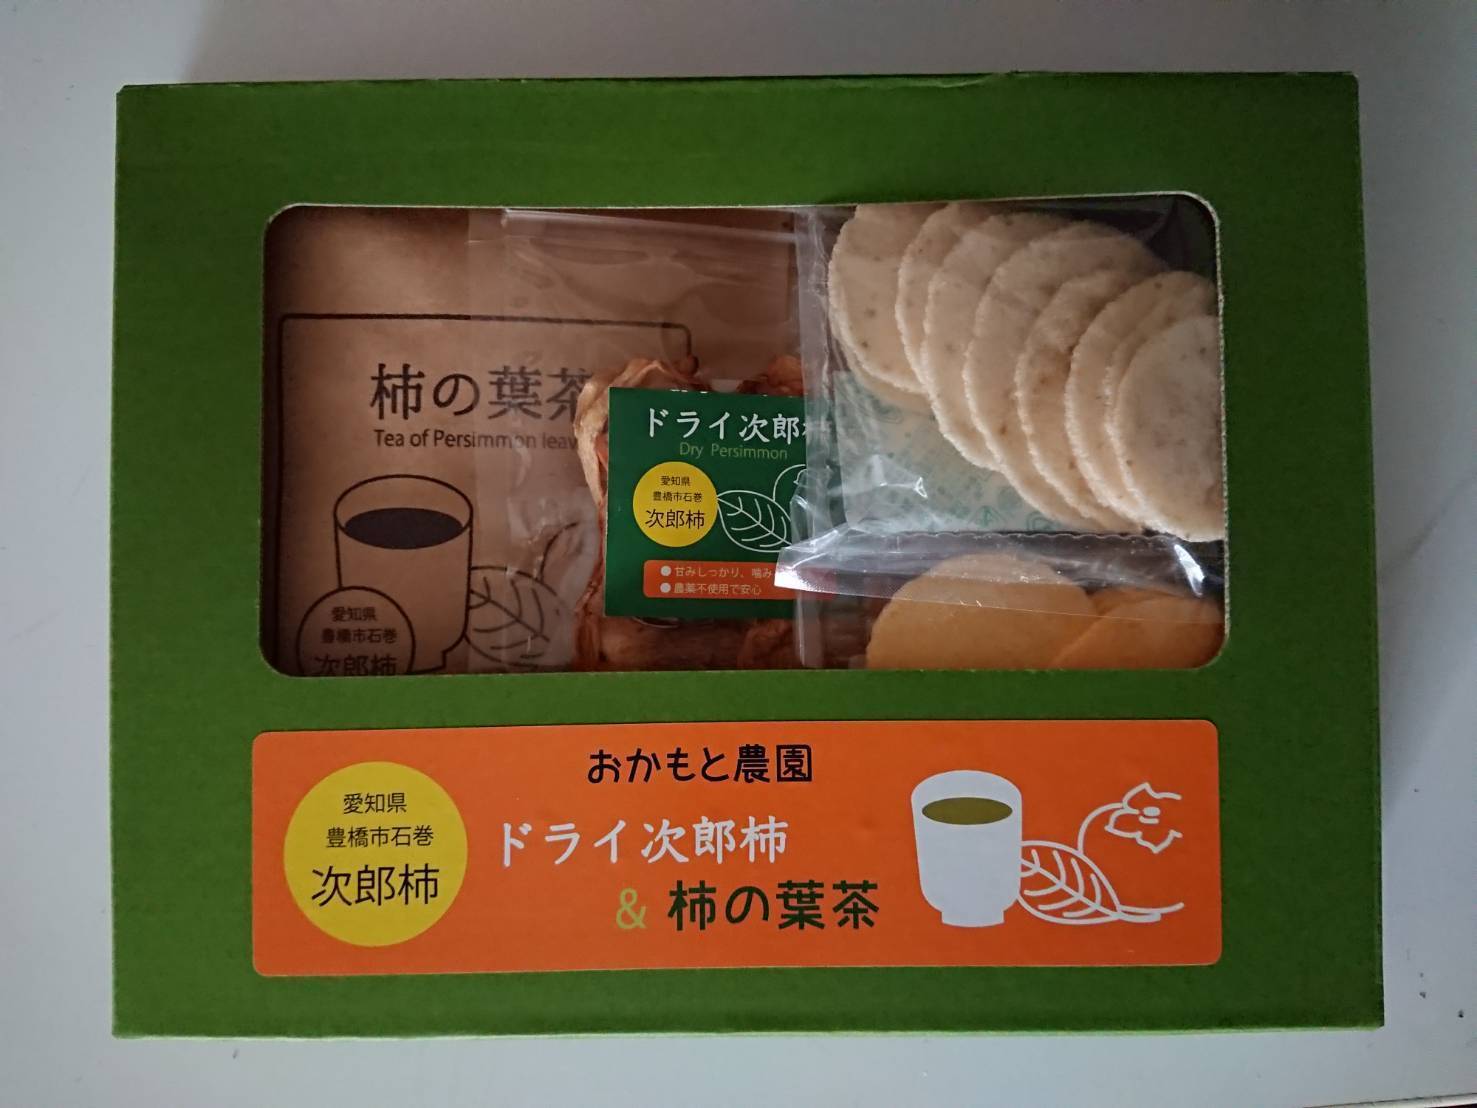 柿の葉茶
Tea of Persimmon leav
愛知県
豊橋市石巻
次郎柿
ドライ次郎柿
Dry Persimmon
愛知県
豊橋市石巻
次郎柿
●甘みしっかり、噛み
●農薬不使用で安心
おかもと農園
愛知県
豊橋市石巻
次郎柿
ドライ次郎柿
&柿の葉茶